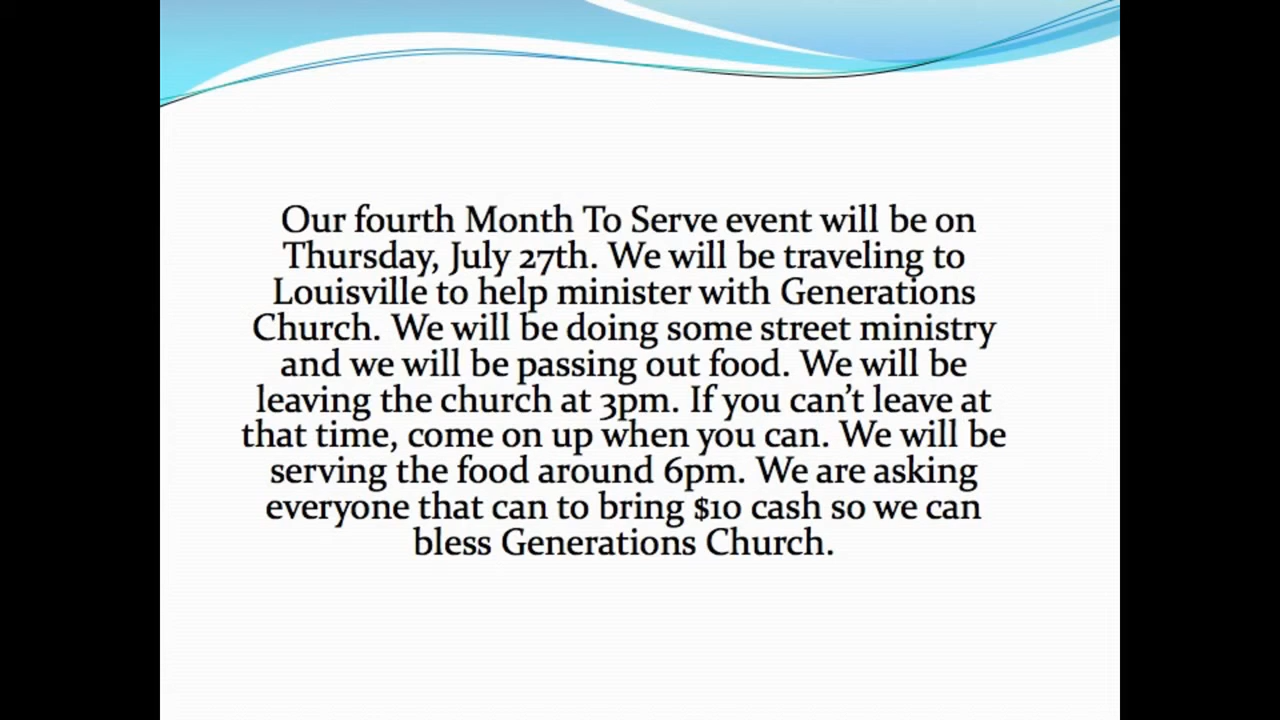 Our fourth Month To Serve event will be on
Thursday, July 27th. We will be traveling to
Louisville to help minister with Generations
Church. We will be doing some street ministry
and we will be passing out food. We will be
leaving the church at 3pm. If you can’t leave at
that time, come on up when you can. We will be
serving the food around 6pm. We are asking
everyone that can to bring $10 cash so we can
bless Generations Church.